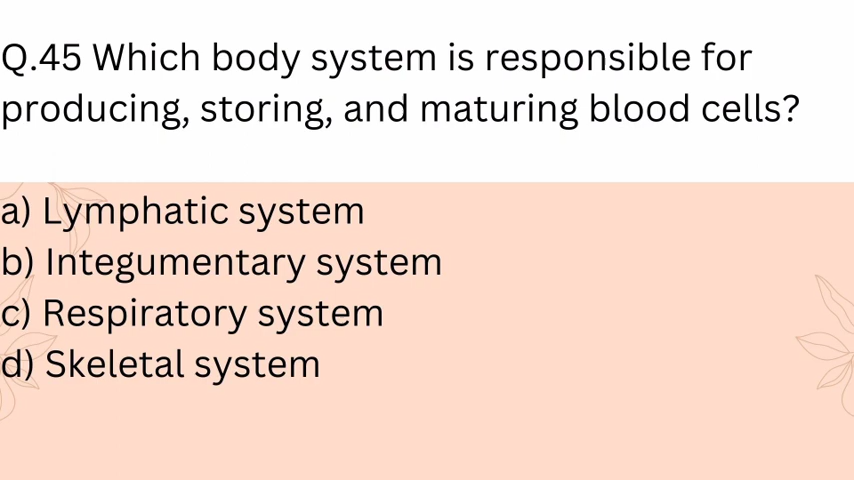 Q.45 Which body system is responsible for
producing, storing, and maturing blood cells?
a) Lymphatic system
b) Integumentary system
c) Respiratory system
d) Skeletal system